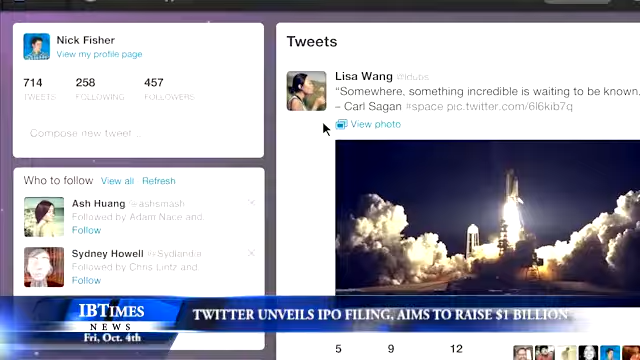 Nick Fisher
View my profile page
714 258 457
TWEETS FOLLOWING FOLLOWERS
Compose new tweet ...
Who to follow View all Refresh
Ash Huang @ashsmash
Followed by Adam Nace and.
Follow
Sydney Howell
Followed by Chris Lintz and
Follow
Tweets
Lisa Wang
“Somewhere, something incredible is waiting to be known.
– Carl Sagan #space pic.twitter.com/6l6kib7q
View photo
5 9 12
IBTIMES
NEWS
Fri, Oct. 4th
TWITTER UNVEILS IPO FILING, AIMS TO RAISE $1 BILLION